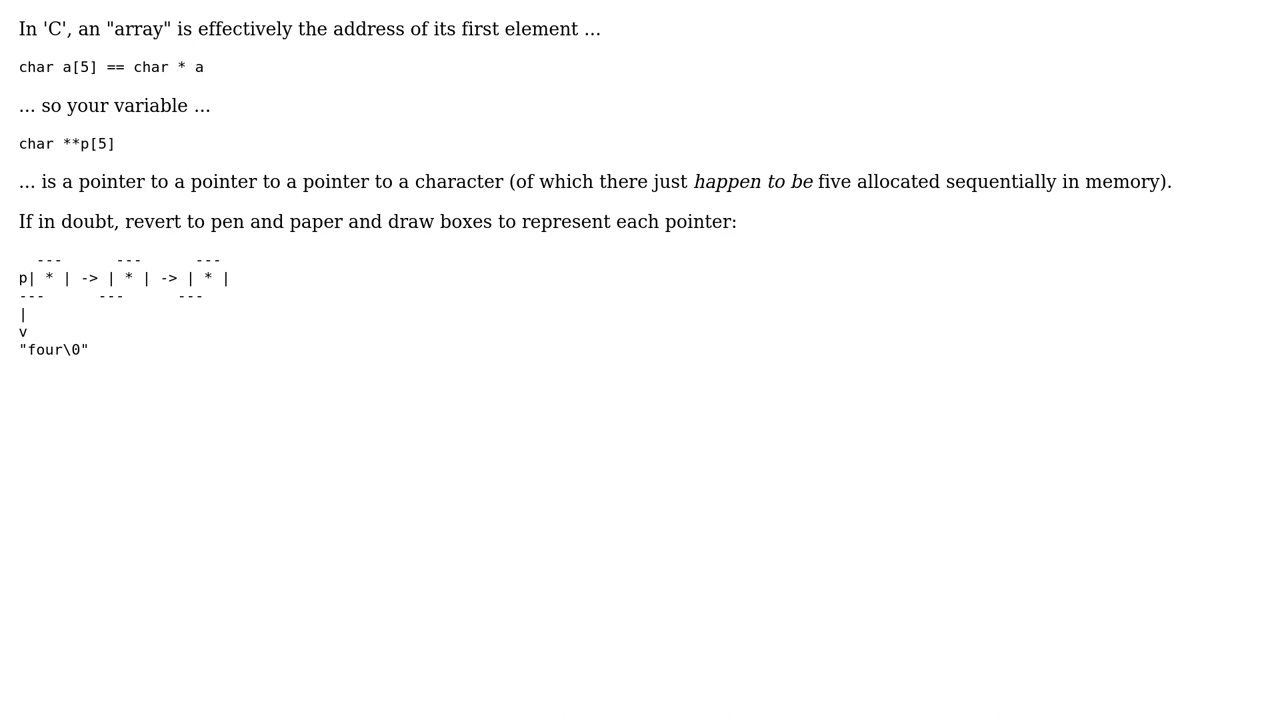 In 'C', an "array" is effectively the address of its first element ...
char a[5] == char * a
... so your variable ...
char **p[5]
... is a pointer to a pointer to a pointer to a character (of which there just happen to be five allocated sequentially in memory).
If in doubt, revert to pen and paper and draw boxes to represent each pointer:
  ---      ---      ---
p| * | -> | * | -> | * |
---      ---      ---
|
v
"four\0"